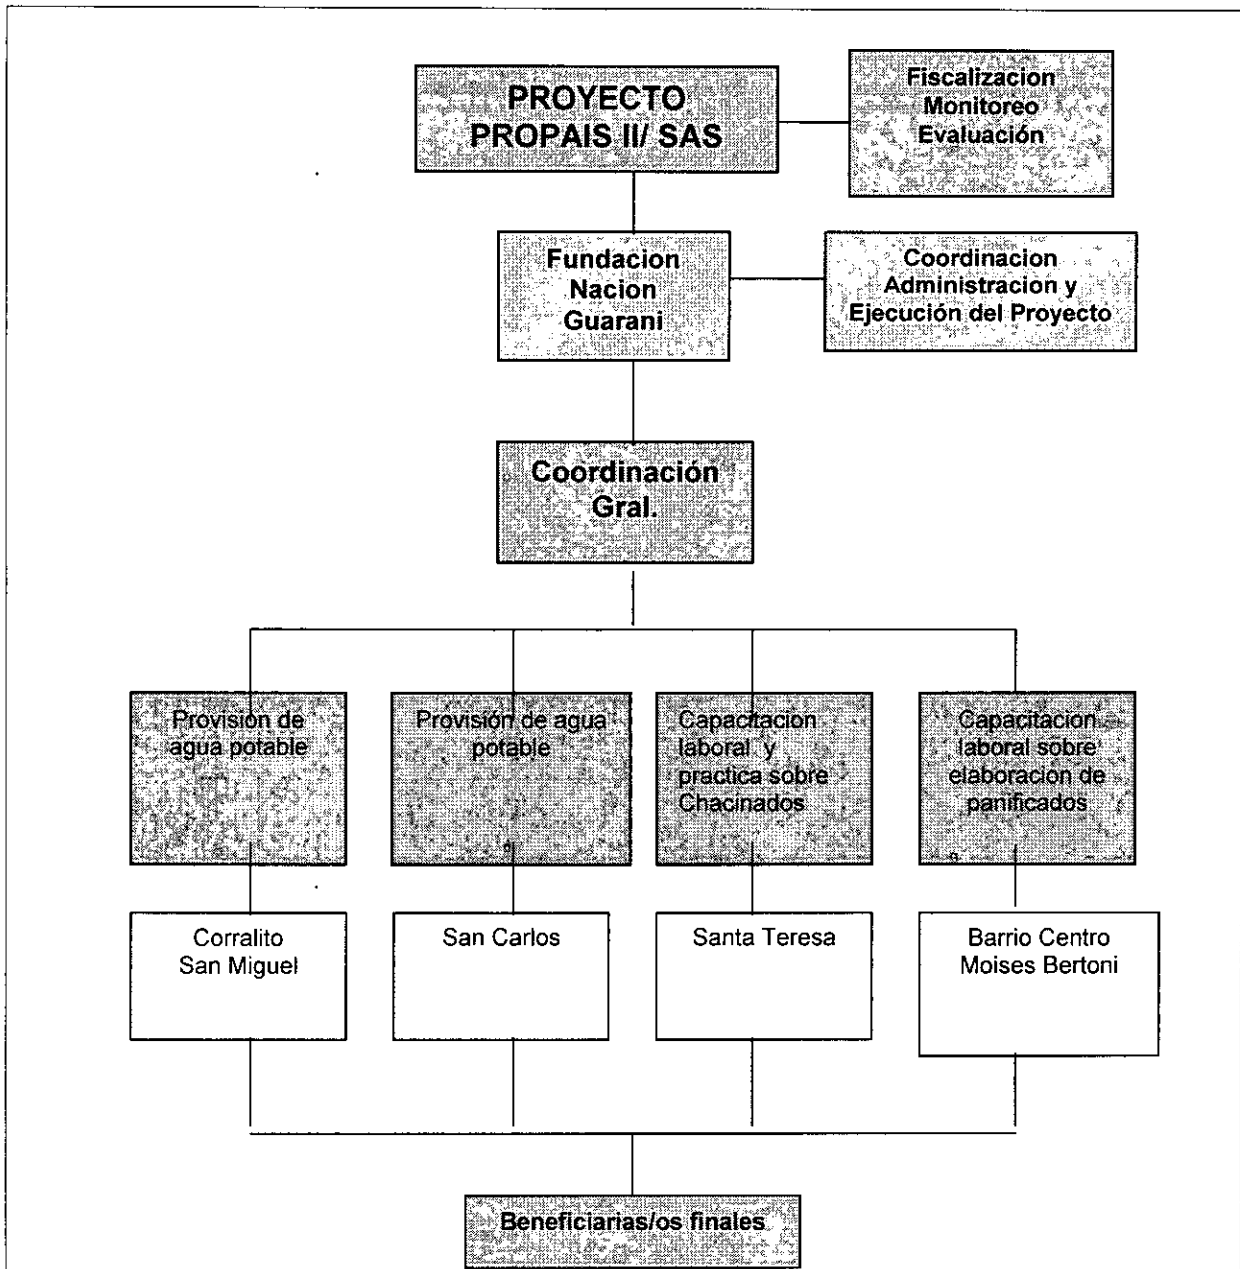 PROYECTO
PROPAIS II/ SAS
Fiscalizacion
Monitoreo
Evaluación
Fundacion
Nacion
Guarani
Coordinacion
Administracion y
Ejecución del Proyecto
Coordinación
Gral.
Provisión de
agua potable
Provisión de agua
potable
Capacitacion
laboral y
practica sobre
Chacinados
Capacitacion
laboral sobre
elaboracion de
panificados
Corralito
San Miguel
San Carlos
Santa Teresa
Barrio Centro
Moises Bertoni
Beneficiarias/os finales